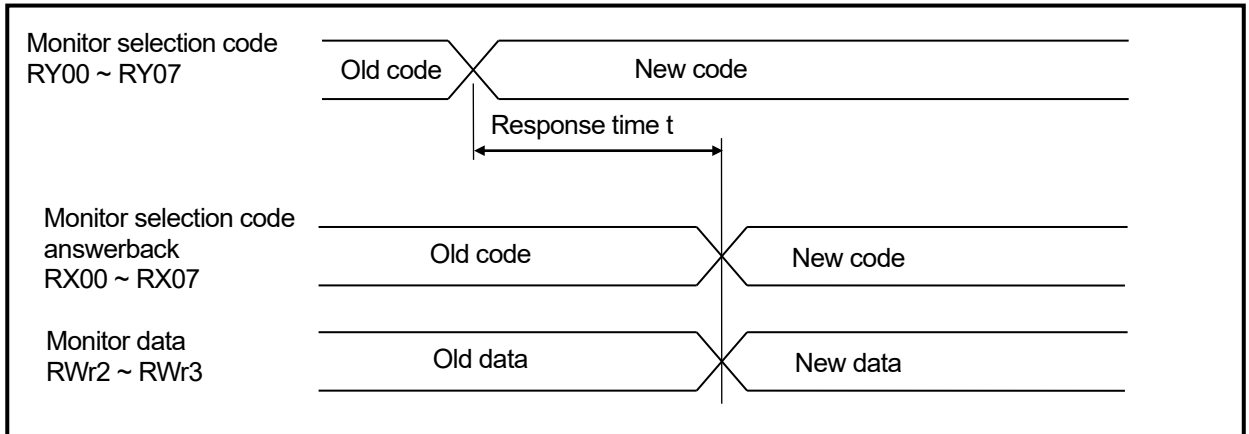 Monitor selection code
RY00 ~ RY07
Old code
New code
Response time t
Monitor selection code
answerback
RX00 ~ RX07
Old code
New code
Monitor data
RWr2 ~ RWr3
Old data
New data